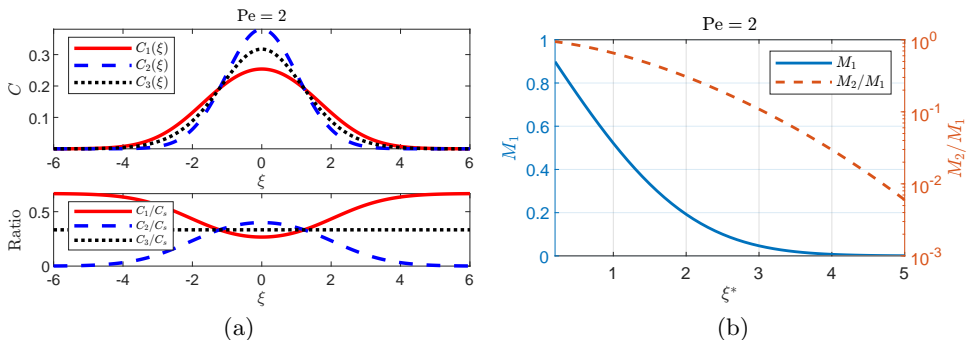 Pe = 2
C
0.3
0.2
0.1
C₁(ξ)
C₂(ξ)
C₃(ξ)
-6 -4 -2 0 2 4 6
ξ
Ratio
0.5
0
C₁/Cₛ
C₂/Cₛ
C₃/Cₛ
-6 -4 -2 0 2 4 6
ξ
(a)
Pe = 2
M₁
1
0.8
0.6
0.4
0.2
0
M₁
M₂/M₁
10⁰
10⁻¹
10⁻²
10⁻³
M₂/M₁
1 2 3 4 5
ξ*
(b)